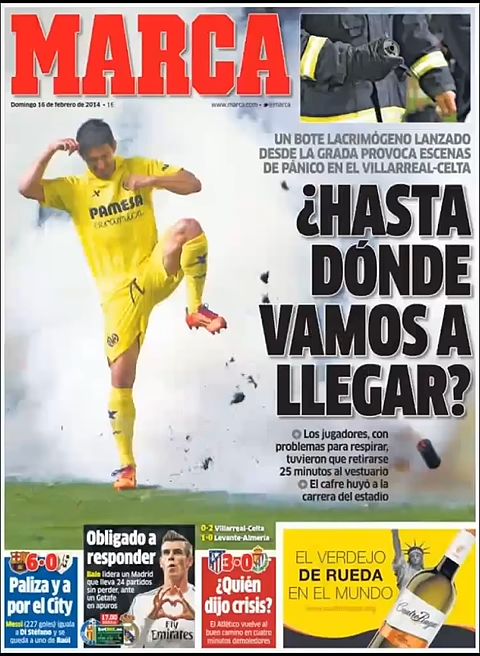 MARCA
Domingo 16 de febrero de 2014 · 1€
www.marca.com · @marca
UN BOTE LACRIMÓGENO LANZADO
DESDE LA GRADA PROVOCA ESCENAS
DE PÁNICO EN EL VILLARREAL-CELTA
¿HASTA
DÓNDE
VAMOS A
LLEGAR?
Los jugadores, con
problemas para respirar,
tuvieron que retirarse
25 minutos al vestuario
El cafre huyó a la
carrera del estadio
PAMESA
cerámica
6-0
Paliza y a
por el City
Messi (227 goles) iguala
a Di Stéfano y se
queda a uno de Raúl
Obligado a
responder
Bale lidera un Madrid
que lleva 24 partidos
sin perder, ante
un Getafe
en apuros
17.00
Fly
Emirates
0-2 Villarreal-Celta
1-0 Levante-Almería
3-0
¿Quién
dijo crisis?
El Atlético vuelve al
buen camino en cuatro
minutos demoledores
EL VERDEJO
DE RUEDA
EN EL MUNDO
Cuatro Rayas